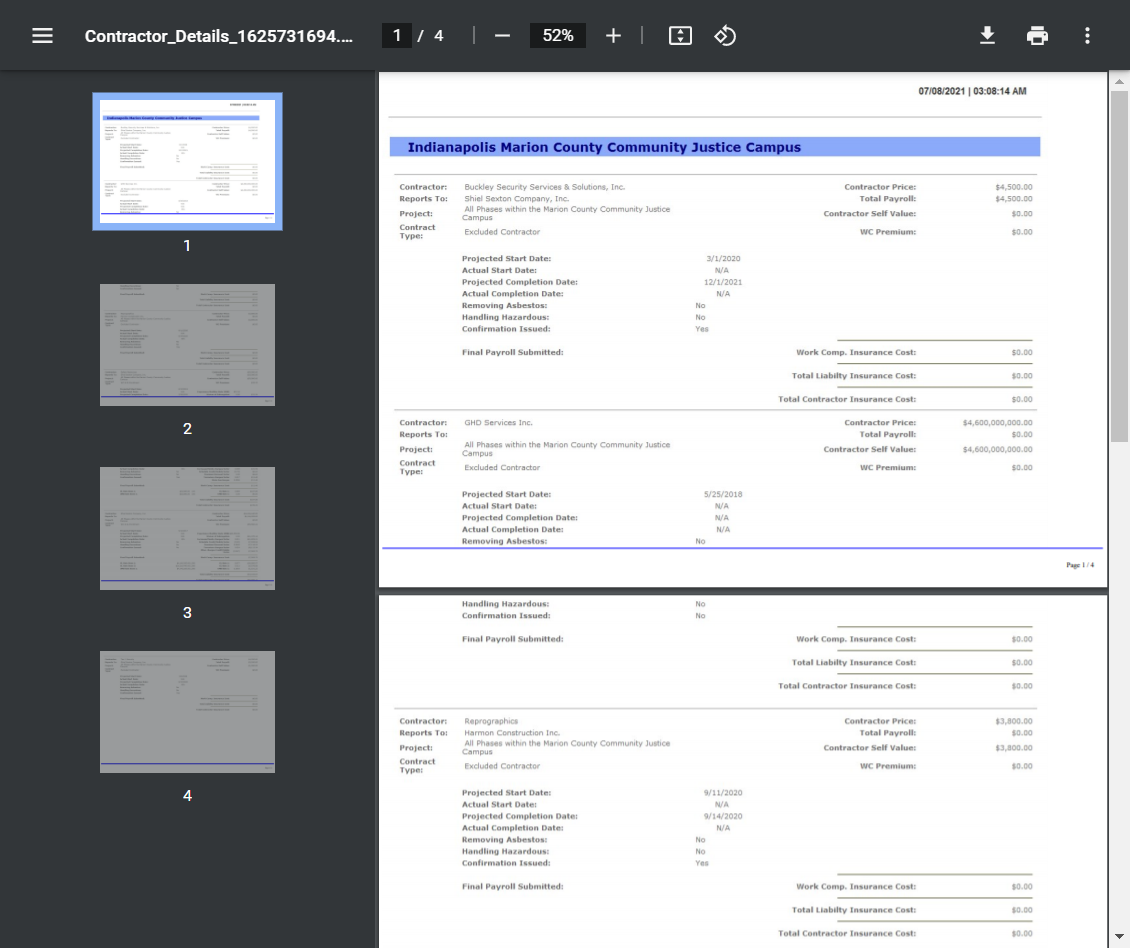 Contractor_Details_1625731694....
1 / 4
52%
07/08/2021 | 03:08:14 AM
Indianapolis Marion County Community Justice Campus
Contractor: Buckley Security Services & Solutions, Inc. Contractor Price: $4,500.00
Reports To: Shiel Sexton Company, Inc. Total Payroll: $4,500.00
Project: All Phases within the Marion County Community Justice Campus Contractor Self Value: $0.00
Contract Type: Excluded Contractor WC Premium: $0.00
Projected Start Date: 3/1/2020
Actual Start Date: N/A
Projected Completion Date: 12/1/2021
Actual Completion Date: N/A
Removing Asbestos: No
Handling Hazardous: No
Confirmation Issued: Yes
Final Payroll Submitted: Work Comp. Insurance Cost: $0.00
Total Liabilty Insurance Cost: $0.00
Total Contractor Insurance Cost: $0.00
Contractor: GHD Services Inc. Contractor Price: $4,600,000,000.00
Reports To: Total Payroll: $0.00
Project: All Phases within the Marion County Community Justice Campus Contractor Self Value: $4,600,000,000.00
Contract Type: Excluded Contractor WC Premium: $0.00
Projected Start Date: 5/25/2018
Actual Start Date: N/A
Projected Completion Date: N/A
Actual Completion Date: N/A
Removing Asbestos: No
Page 1 / 4
Handling Hazardous: No
Confirmation Issued: No
Final Payroll Submitted: Work Comp. Insurance Cost: $0.00
Total Liabilty Insurance Cost: $0.00
Total Contractor Insurance Cost: $0.00
Contractor: Reprographics Contractor Price: $3,800.00
Reports To: Harmon Construction Inc. Total Payroll: $0.00
Project: All Phases within the Marion County Community Justice Campus Contractor Self Value: $3,800.00
Contract Type: Excluded Contractor WC Premium: $0.00
Projected Start Date: 9/11/2020
Actual Start Date: N/A
Projected Completion Date: 9/14/2020
Actual Completion Date: N/A
Removing Asbestos: No
Handling Hazardous: No
Confirmation Issued: Yes
Final Payroll Submitted: Work Comp. Insurance Cost: $0.00
Total Liabilty Insurance Cost: $0.00
Total Contractor Insurance Cost: $0.00
Indianapolis Marion County Community Justice Campus
1
2
3
4